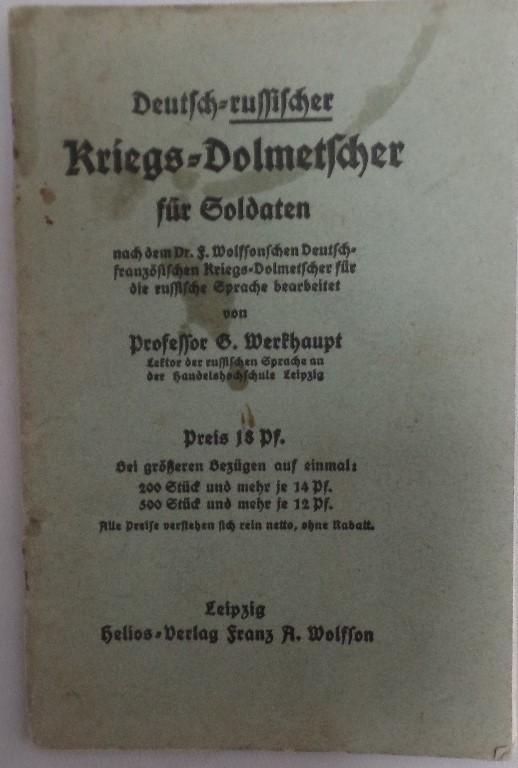 Deutſch-ruſſiſcher
Kriegs-Dolmetſcher
für Soldaten
nach dem Dr. F. Wolffſonſchen Deutſch-
franzöſiſchen Kriegs-Dolmetſcher für
die ruſſiſche Sprache bearbeitet
von
Profeſſor G. Werkhaupt
Lektor der ruſſiſchen Sprache an
der Handelshochſchule Leipzig
Preis 18 Pf.
Bei größeren Bezügen auf einmal:
200 Stück und mehr je 14 Pf.
500 Stück und mehr je 12 Pf.
Alle Preiſe verſtehen ſich rein netto, ohne Rabatt.
Leipzig
Helios-Verlag Franz A. Wolfſon